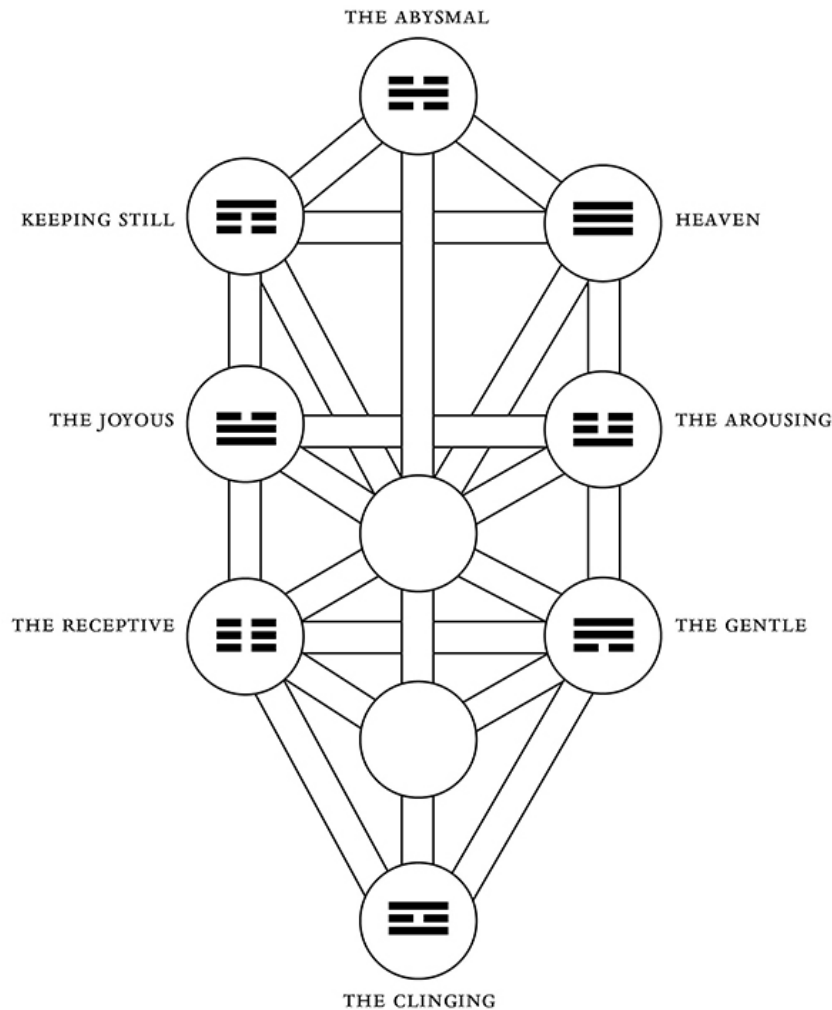 THE ABYSMAL
KEEPING STILL
HEAVEN
THE JOYOUS
THE AROUSING
THE RECEPTIVE
THE GENTLE
THE CLINGING